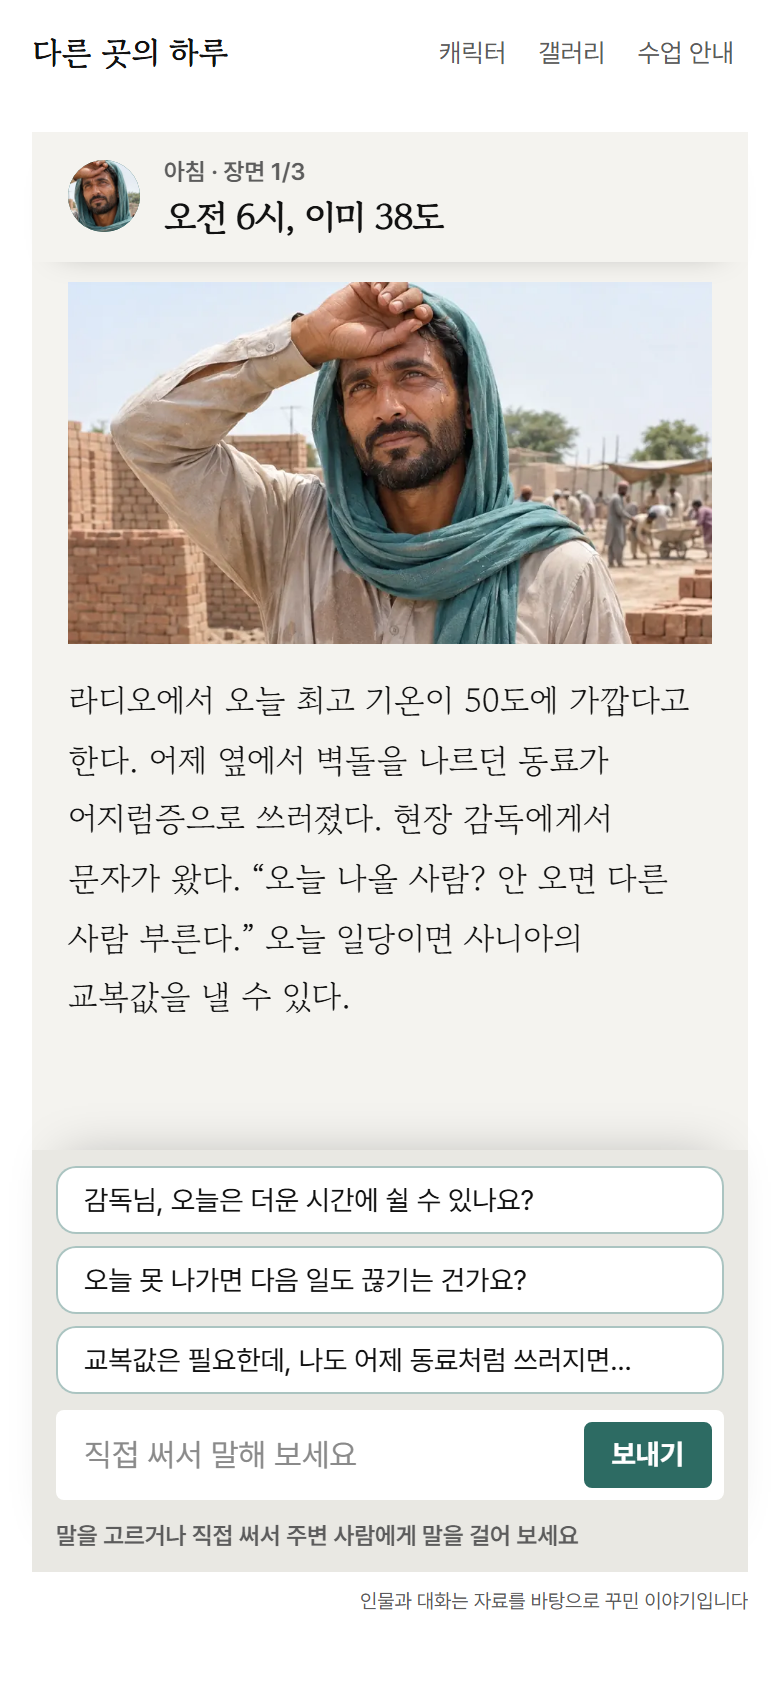 다른 곳의 하루
캐릭터 갤러리 수업 안내
아침 · 장면 1/3
오전 6시, 이미 38도
라디오에서 오늘 최고 기온이 50도에 가깝다고
한다. 어제 옆에서 벽돌을 나르던 동료가
어지럼증으로 쓰러졌다. 현장 감독에게서
문자가 왔다. “오늘 나올 사람? 안 오면 다른
사람 부른다.” 오늘 일당이면 사니아의
교복값을 낼 수 있다.
감독님, 오늘은 더운 시간에 쉴 수 있나요?
오늘 못 나가면 다음 일도 끊기는 건가요?
교복값은 필요한데, 나도 어제 동료처럼 쓰러지면…
직접 써서 말해 보세요
보내기
말을 고르거나 직접 써서 주변 사람에게 말을 걸어 보세요
인물과 대화는 자료를 바탕으로 꾸민 이야기입니다